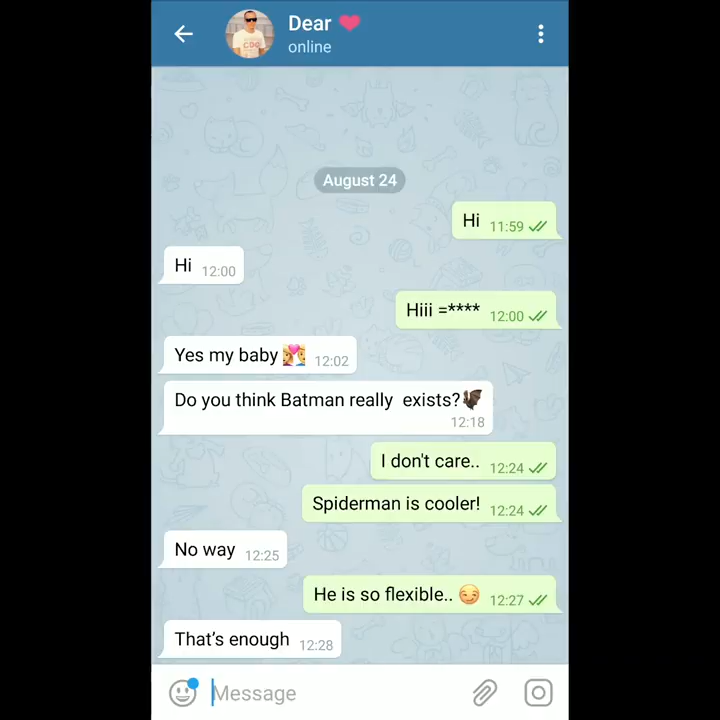 Dear ❤
online
August 24
Hi 11:59
Hi 12:00
Hiii =**** 12:00
Yes my baby 💏 12:02
Do you think Batman really  exists?🦇
12:18
I don't care.. 12:24
Spiderman is cooler! 12:24
No way 12:25
He is so flexible.. 😏 12:27
That’s enough 12:28
Message